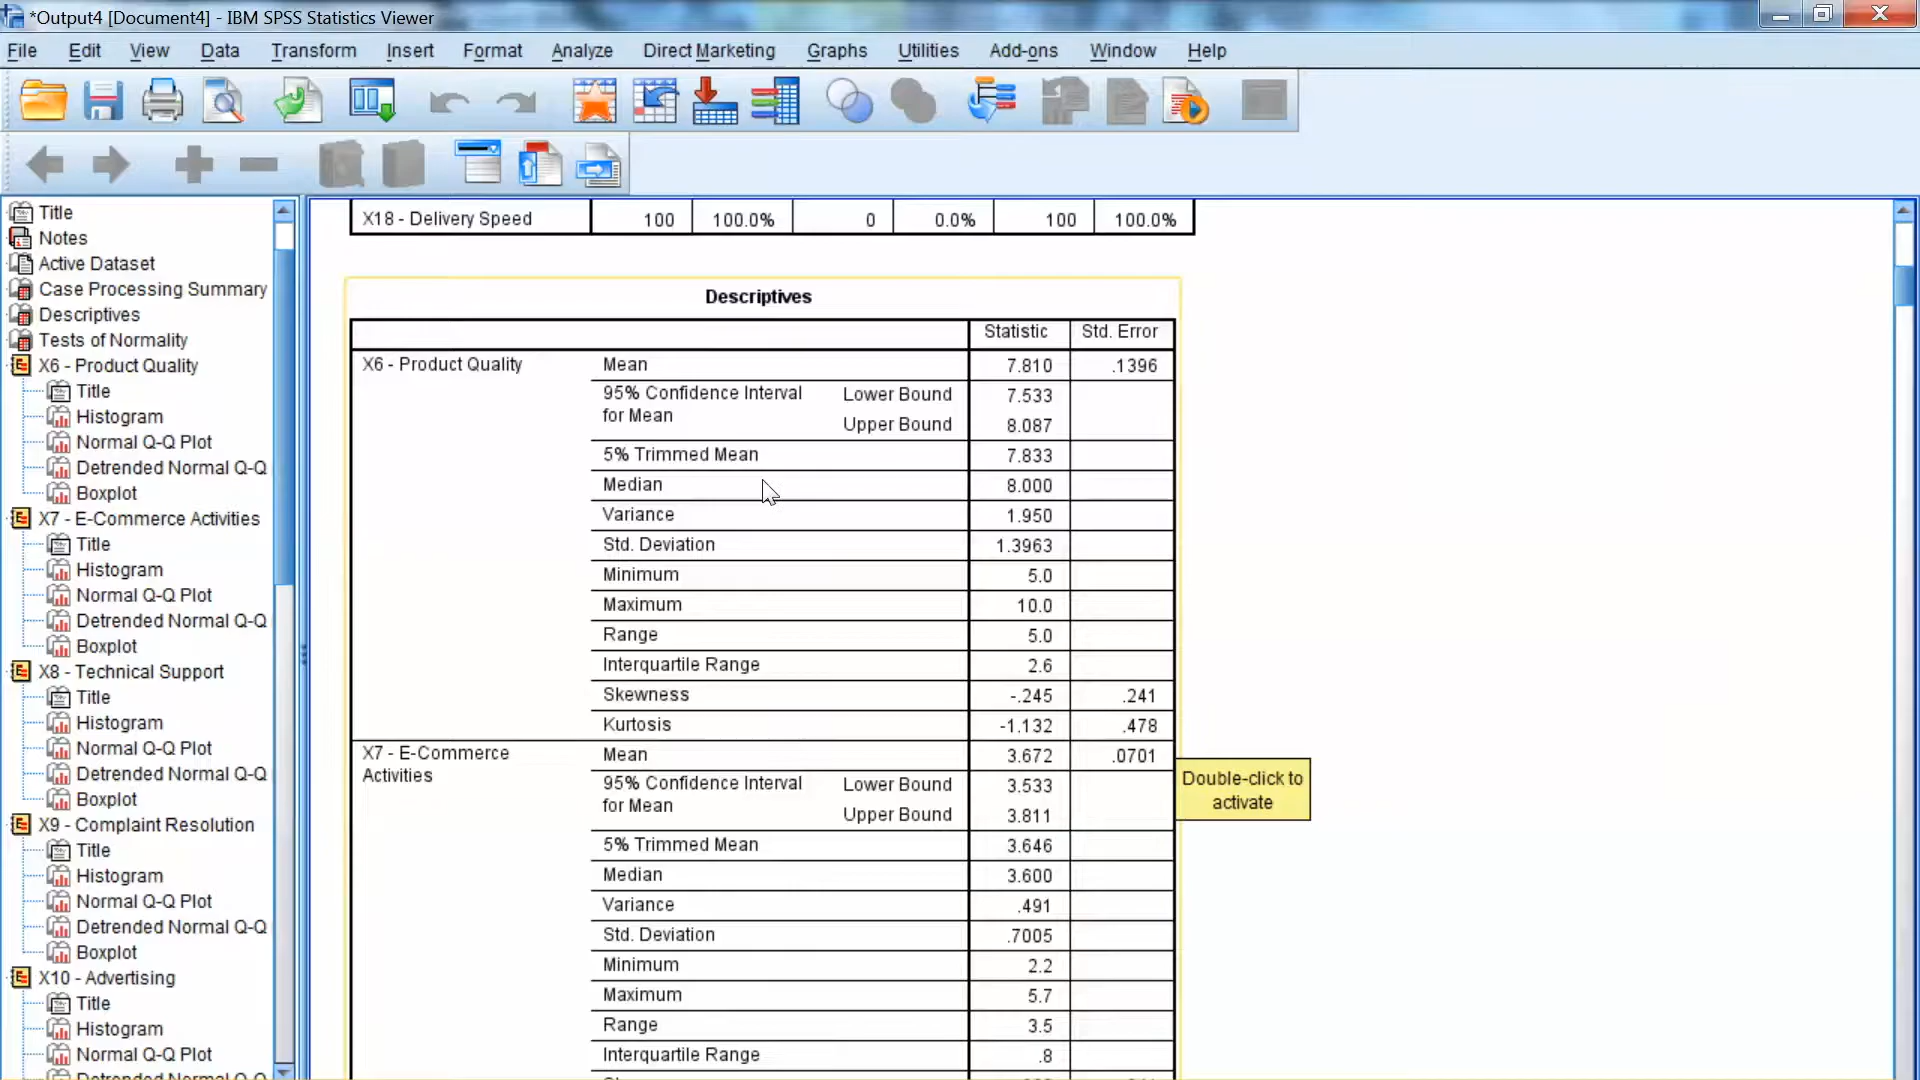 *Output4 [Document4] - IBM SPSS Statistics Viewer
File Edit View Data Transform Insert Format Analyze Direct Marketing Graphs Utilities Add-ons Window Help
Title
Notes
Active Dataset
Case Processing Summary
Descriptives
Tests of Normality
X6 - Product Quality
Title
Histogram
Normal Q-Q Plot
Detrended Normal Q-Q
Boxplot
X7 - E-Commerce Activities
Title
Histogram
Normal Q-Q Plot
Detrended Normal Q-Q
Boxplot
X8 - Technical Support
Title
Histogram
Normal Q-Q Plot
Detrended Normal Q-Q
Boxplot
X9 - Complaint Resolution
Title
Histogram
Normal Q-Q Plot
Detrended Normal Q-Q
Boxplot
X10 - Advertising
Title
Histogram
Normal Q-Q Plot
Detrended Normal Q-Q
X18 - Delivery Speed 100 100.0% 0 0.0% 100 100.0%
Descriptives
Statistic Std. Error
X6 - Product Quality Mean 7.810 .1396
95% Confidence Interval Lower Bound 7.533
for Mean Upper Bound 8.087
5% Trimmed Mean 7.833
Median 8.000
Variance 1.950
Std. Deviation 1.3963
Minimum 5.0
Maximum 10.0
Range 5.0
Interquartile Range 2.6
Skewness -.245 .241
Kurtosis -1.132 .478
X7 - E-Commerce Mean 3.672 .0701
Activities
95% Confidence Interval Lower Bound 3.533
for Mean Upper Bound 3.811
5% Trimmed Mean 3.646
Median 3.600
Variance .491
Std. Deviation .7005
Minimum 2.2
Maximum 5.7
Range 3.5
Interquartile Range .8
Double-click to
activate